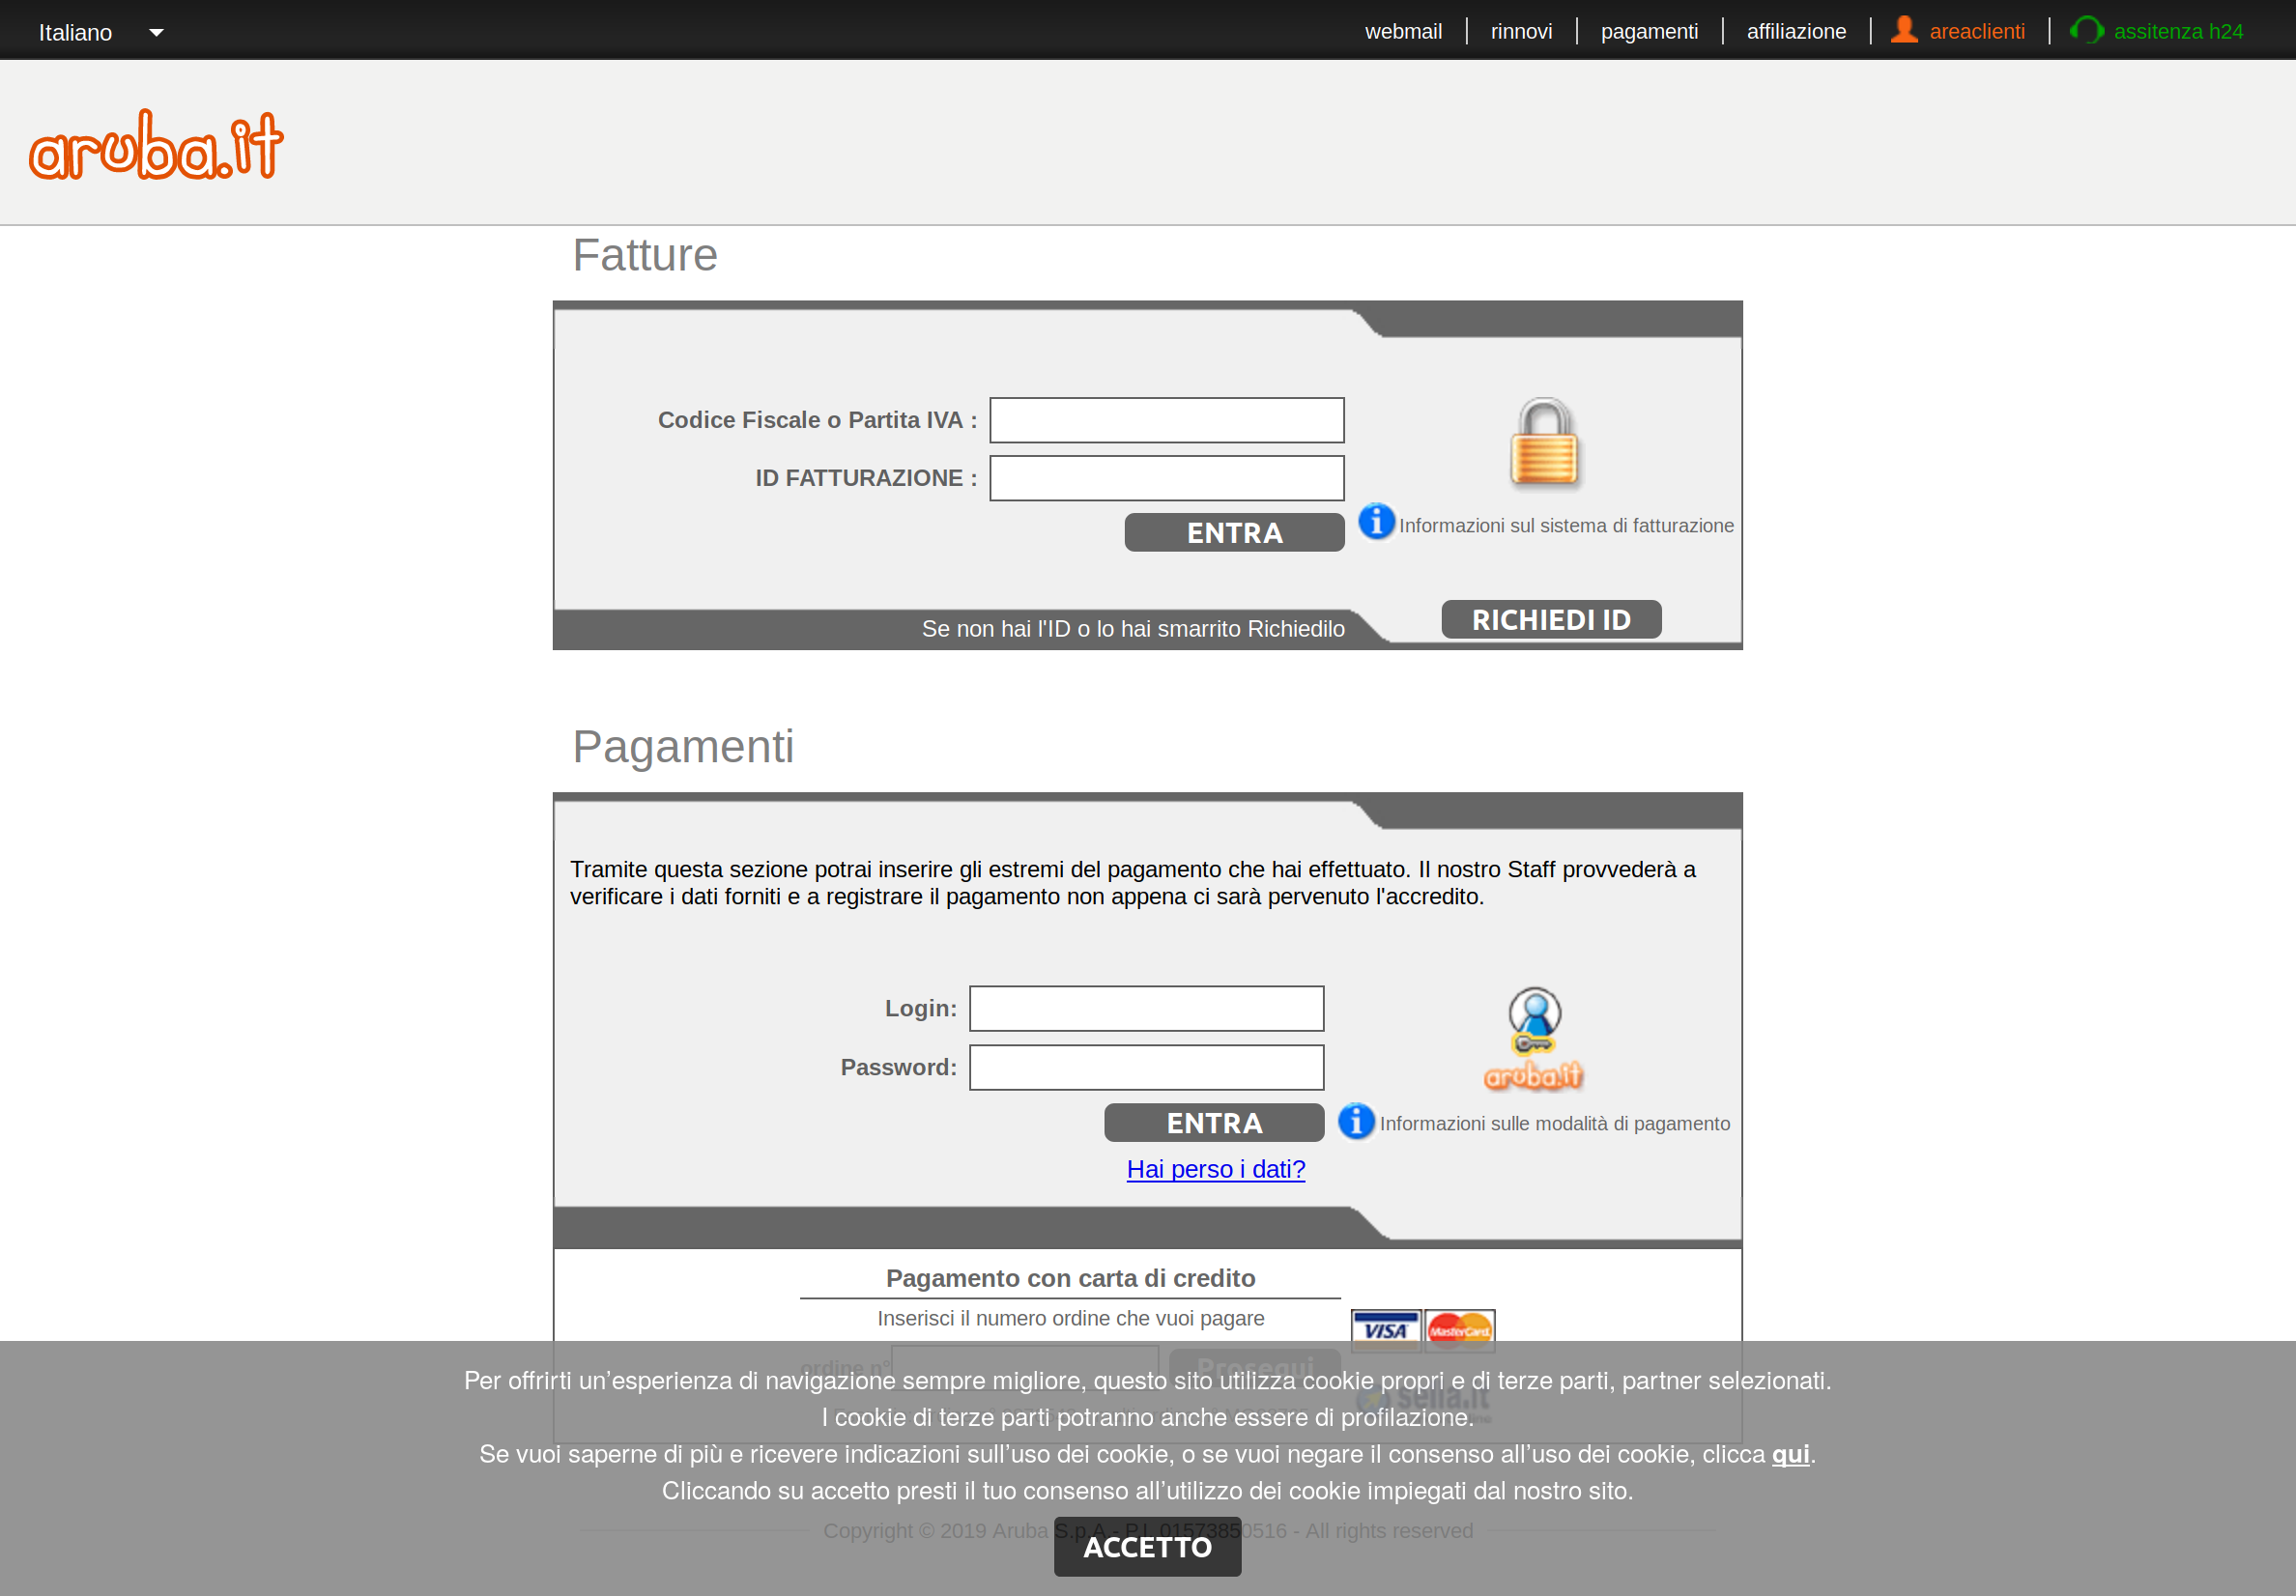 Italiano
webmail
rinnovi
pagamenti
affiliazione
areaclienti
assitenza h24
aruba.it
Fatture
Codice Fiscale o Partita IVA :
ID FATTURAZIONE :
ENTRA
Informazioni sul sistema di fatturazione
Se non hai l'ID o lo hai smarrito Richiedilo
RICHIEDI ID
Pagamenti
Tramite questa sezione potrai inserire gli estremi del pagamento che hai effettuato. Il nostro Staff provvederà a
verificare i dati forniti e a registrare il pagamento non appena ci sarà pervenuto l'accredito.
Login:
Password:
aruba.it
ENTRA
Informazioni sulle modalità di pagamento
Hai perso i dati?
Pagamento con carta di credito
Inserisci il numero ordine che vuoi pagare
VISA
MasterCard
ordine n°
Prosegui
sella.it
Per offrirti un’esperienza di navigazione sempre migliore, questo sito utilizza cookie propri e di terze parti, partner selezionati.
I cookie di terze parti potranno anche essere di profilazione.
Se vuoi saperne di più e ricevere indicazioni sull’uso dei cookie, o se vuoi negare il consenso all’uso dei cookie, clicca qui.
Cliccando su accetto presti il tuo consenso all’utilizzo dei cookie impiegati dal nostro sito.
Copyright © 2019 Aruba S.p.A - P.I. 01573850516 - All rights reserved
ACCETTO